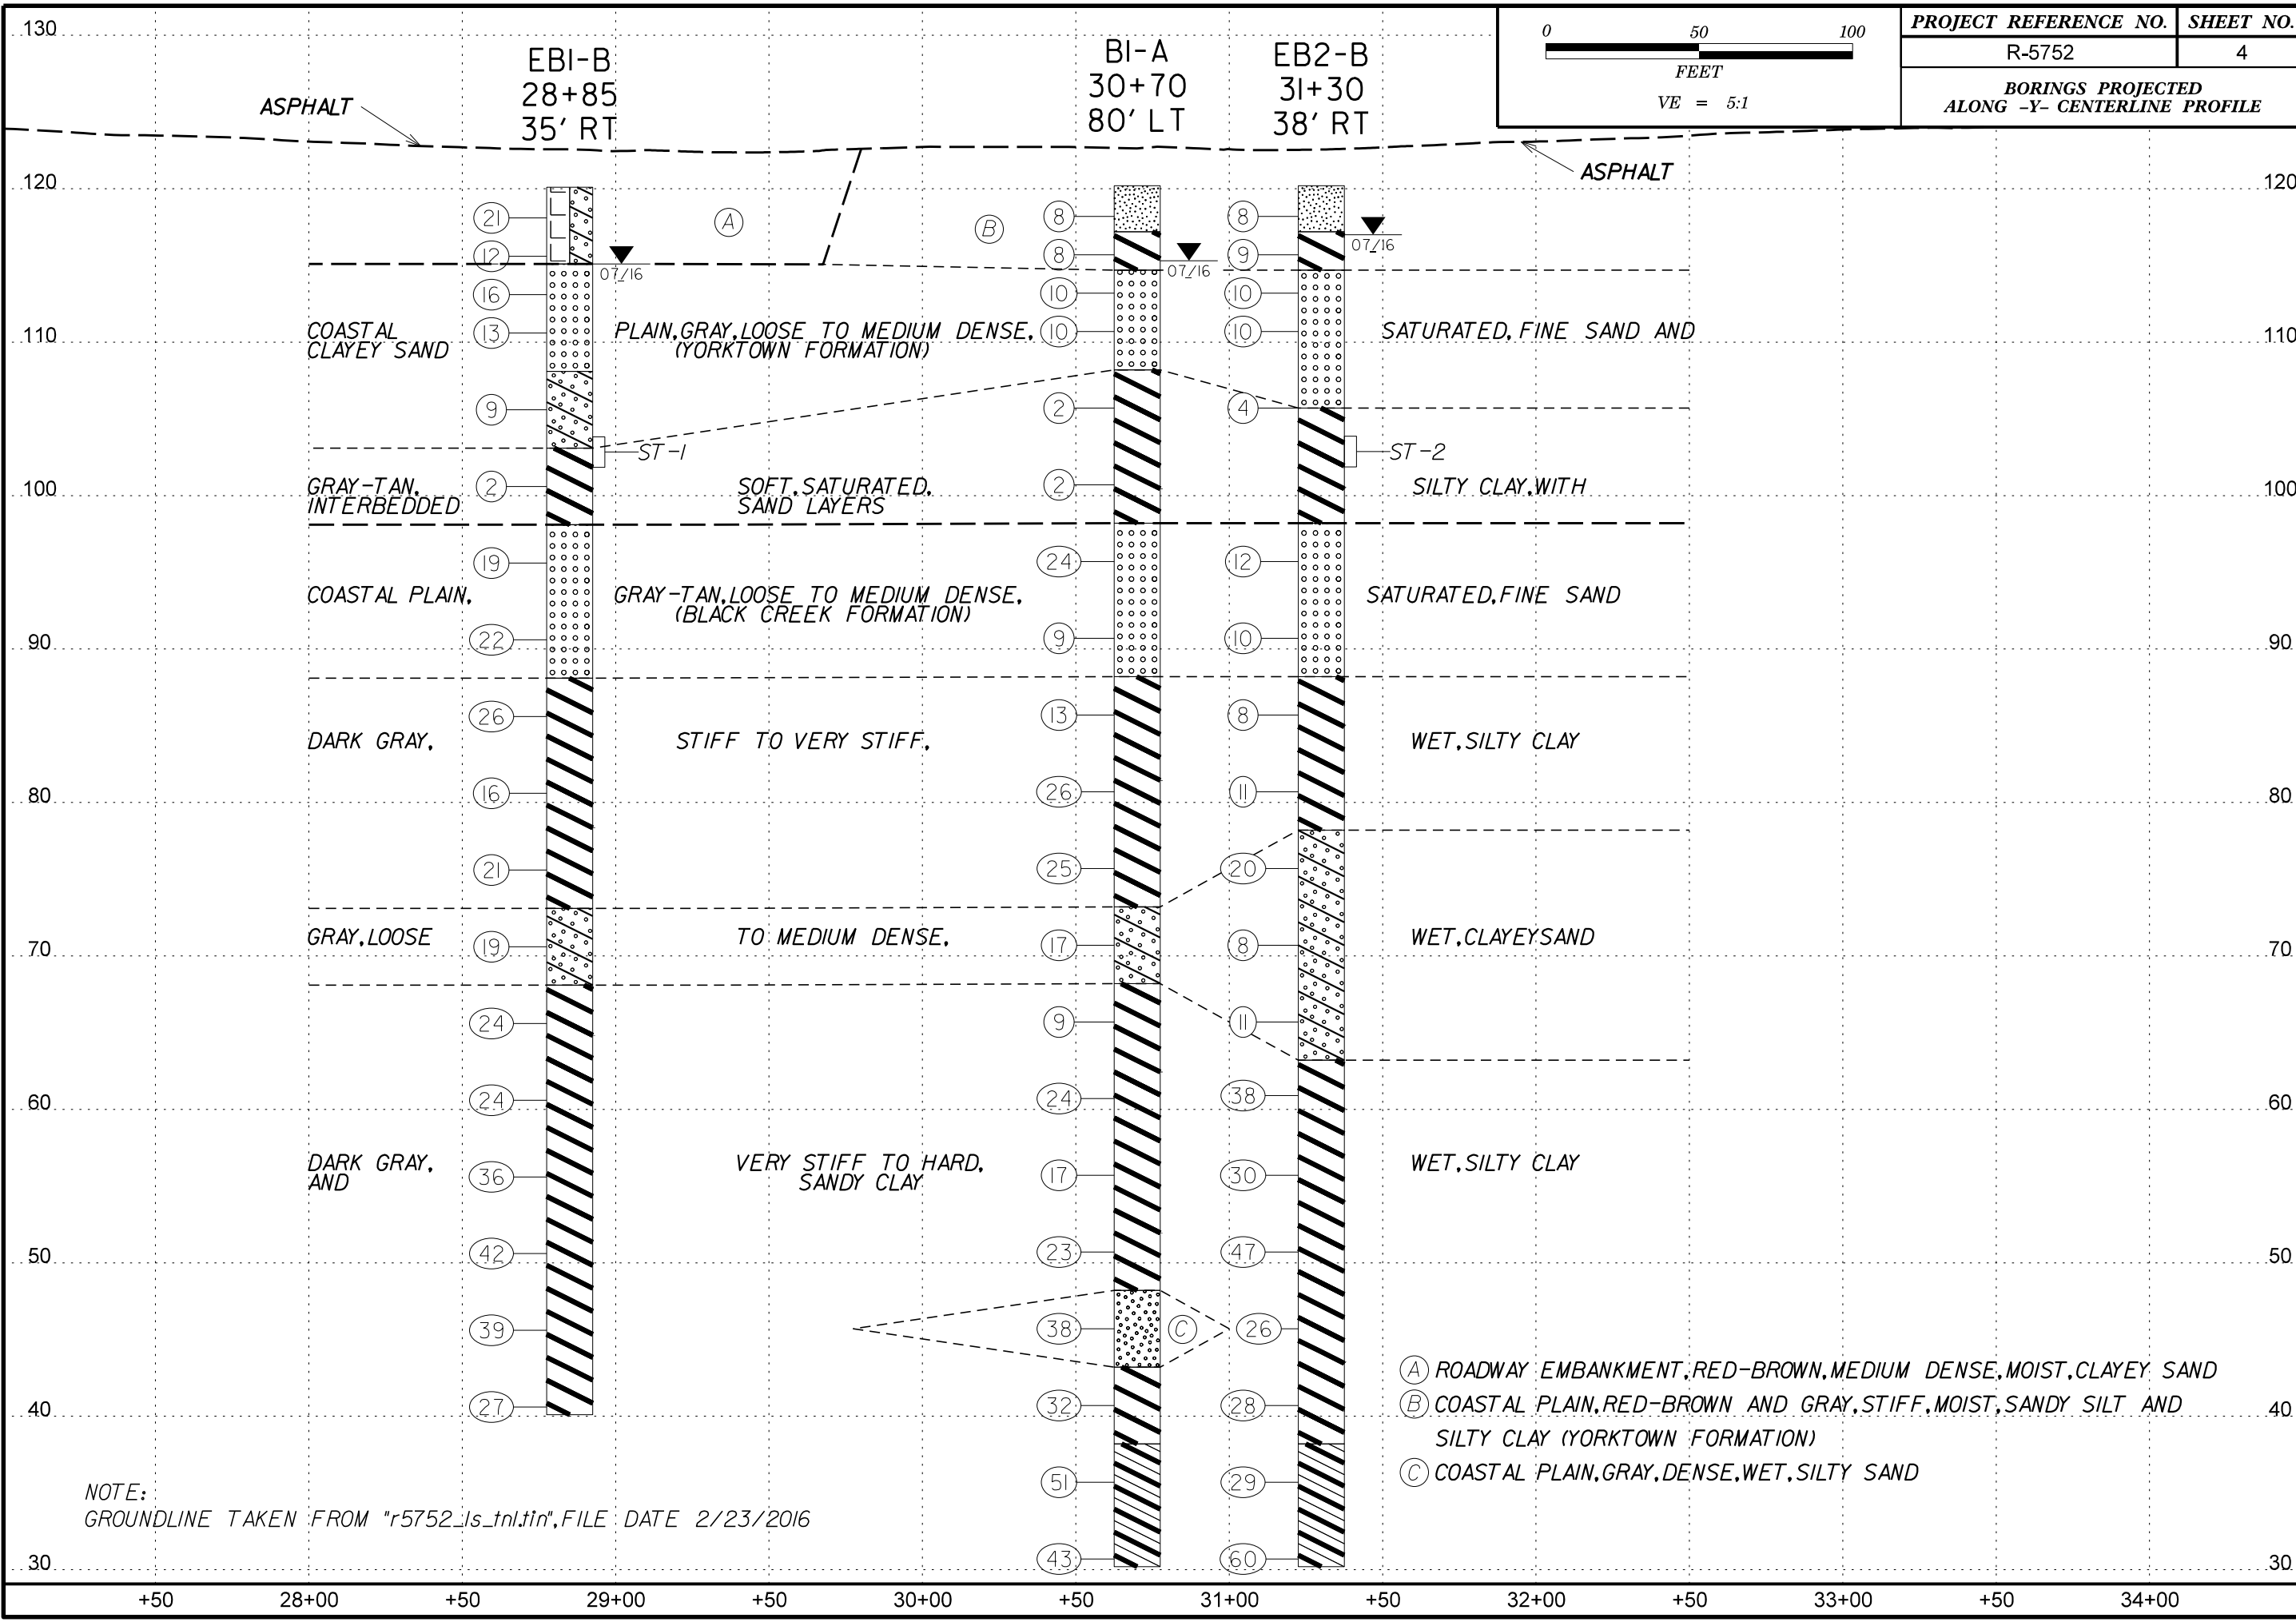 PROJECT REFERENCE NO. SHEET NO.
R-5752 4
BORINGS PROJECTED
ALONG -Y- CENTERLINE PROFILE
0 50 100
FEET
VE = 5:1
EB1-B
28+85
35' RT
B1-A
30+70
80' LT
EB2-B
31+30
38' RT
ASPHALT
ASPHALT
130
120 120
110 110
100 100
90 90
80 80
70 70
60 60
50 50
40 40
30 30
21
12
16
13
9
2
19
22
26
16
21
19
24
24
36
42
39
27
07/16
ST-1
8
8
10
10
2
2
24
9
13
26
25
17
9
24
17
23
38
32
51
43
07/16
8
9
10
10
4
12
10
8
11
20
8
11
38
30
47
26
28
29
60
07/16
ST-2
A
B
C
COASTAL PLAIN, GRAY, LOOSE TO MEDIUM DENSE, SATURATED, FINE SAND AND
CLAYEY SAND (YORKTOWN FORMATION)
GRAY-TAN, SOFT, SATURATED, SILTY CLAY, WITH
INTERBEDDED SAND LAYERS
COASTAL PLAIN, GRAY-TAN, LOOSE TO MEDIUM DENSE, SATURATED, FINE SAND
(BLACK CREEK FORMATION)
DARK GRAY, STIFF TO VERY STIFF, WET, SILTY CLAY
GRAY, LOOSE TO MEDIUM DENSE, WET, CLAYEYSAND
DARK GRAY, VERY STIFF TO HARD, WET, SILTY CLAY
AND SANDY CLAY
A ROADWAY EMBANKMENT, RED-BROWN, MEDIUM DENSE, MOIST, CLAYEY SAND
B COASTAL PLAIN, RED-BROWN AND GRAY, STIFF, MOIST, SANDY SILT AND
SILTY CLAY (YORKTOWN FORMATION)
C COASTAL PLAIN, GRAY, DENSE, WET, SILTY SAND
NOTE:
GROUNDLINE TAKEN FROM "r5752_ls_tnl.tin", FILE DATE 2/23/2016
+50 28+00 +50 29+00 +50 30+00 +50 31+00 +50 32+00 +50 33+00 +50 34+00